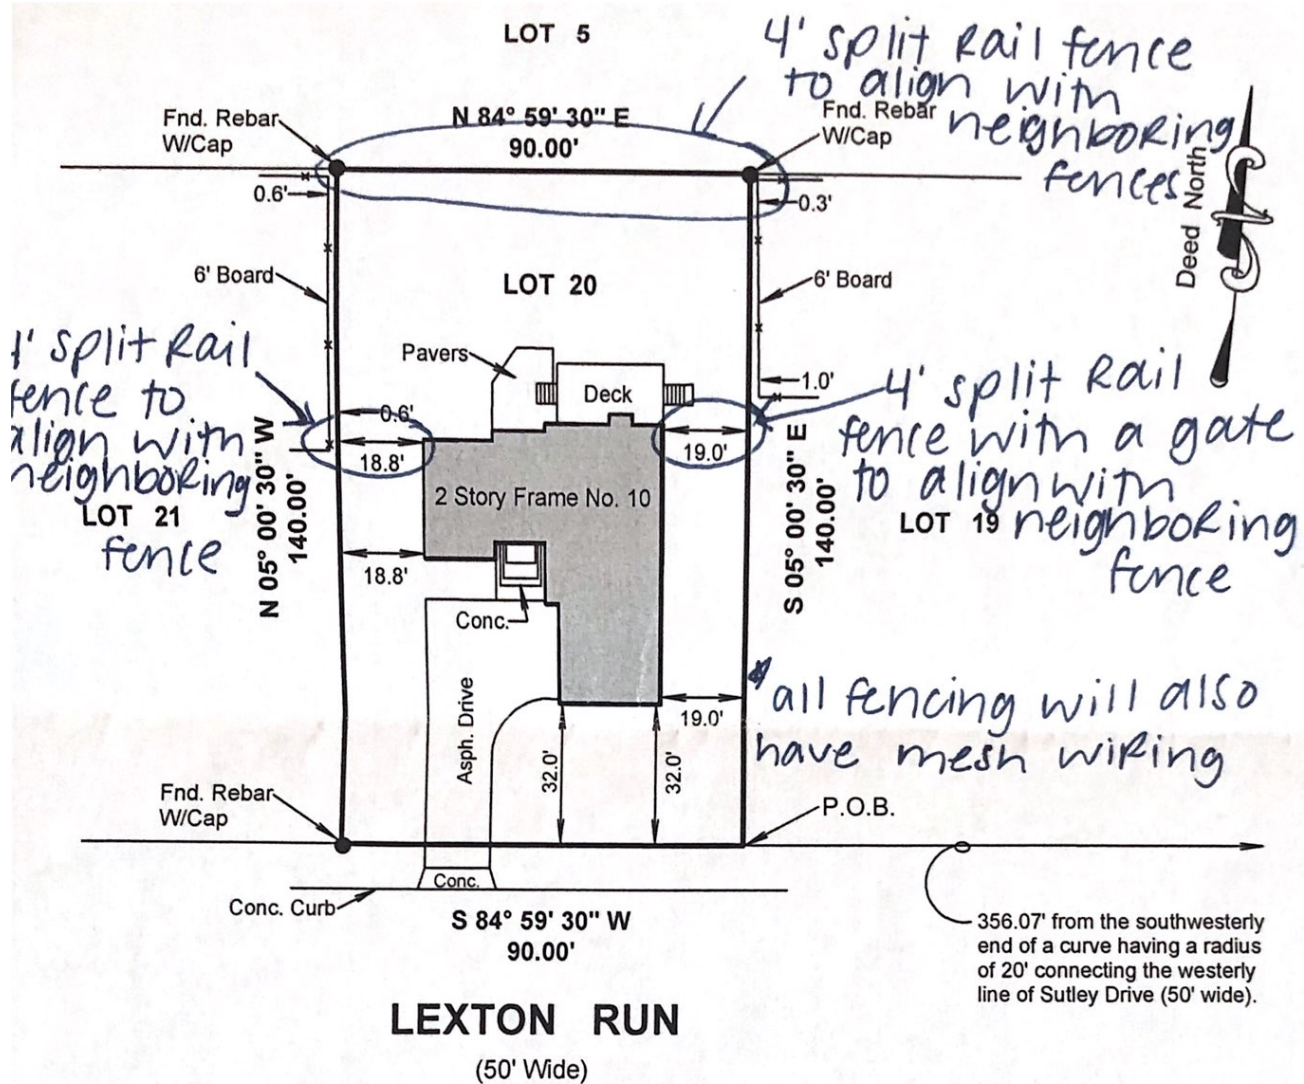 LOT 5
4' split Rail fence
to align with
neighboring
fences
Fnd. Rebar
W/Cap
N 84° 59' 30" E
90.00'
Fnd. Rebar
W/Cap
Deed North
0.6'
0.3'
6' Board
LOT 20
6' Board
' split Rail
fence to
align with
neighboring
fence
Pavers
Deck
1.0'
4' split Rail
fence with a gate
to align with
neighboring
fence
0.6'
18.8'
19.0'
2 Story Frame No. 10
LOT 21
N 05° 00' 30" W
140.00'
S 05° 00' 30" E
140.00'
LOT 19
18.8'
Conc.
Asph. Drive
19.0'
* all fencing will also
have mesh wiring
32.0'
32.0'
Fnd. Rebar
W/Cap
P.O.B.
Conc.
Conc. Curb
S 84° 59' 30" W
90.00'
356.07' from the southwesterly
end of a curve having a radius
of 20' connecting the westerly
line of Sutley Drive (50' wide).
LEXTON RUN
(50' Wide)